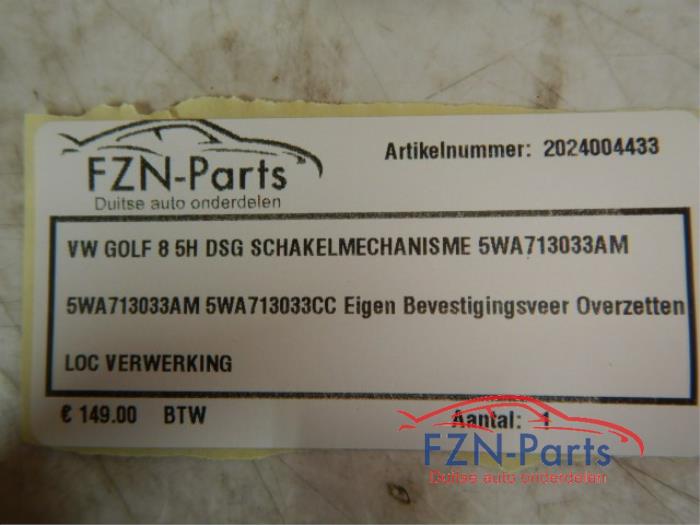 FZN-Parts
Duitse auto onderdelen
Artikelnummer: 2024004433
VW GOLF 8 5H DSG SCHAKELMECHANISME 5WA713033AM
5WA713033AM 5WA713033CC Eigen Bevestigingsveer Overzetten
LOC VERWERKING
€ 149.00 BTW
Aantal: 1
FZN-Parts
Duitse auto onderdelen